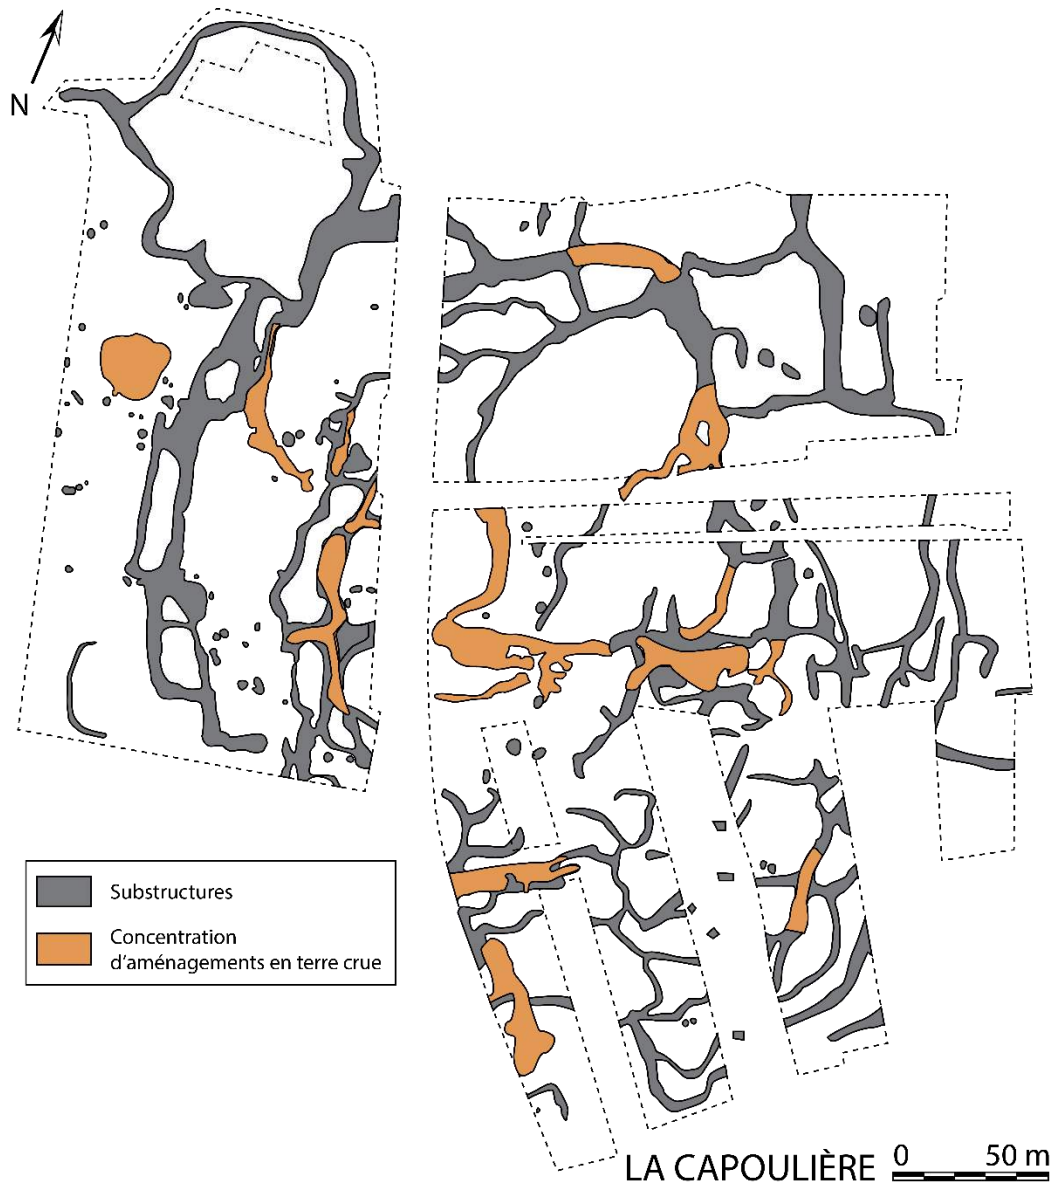 N
Substructures
Concentration
d'aménagements en terre crue
LA CAPOULIÈRE
0 50 m